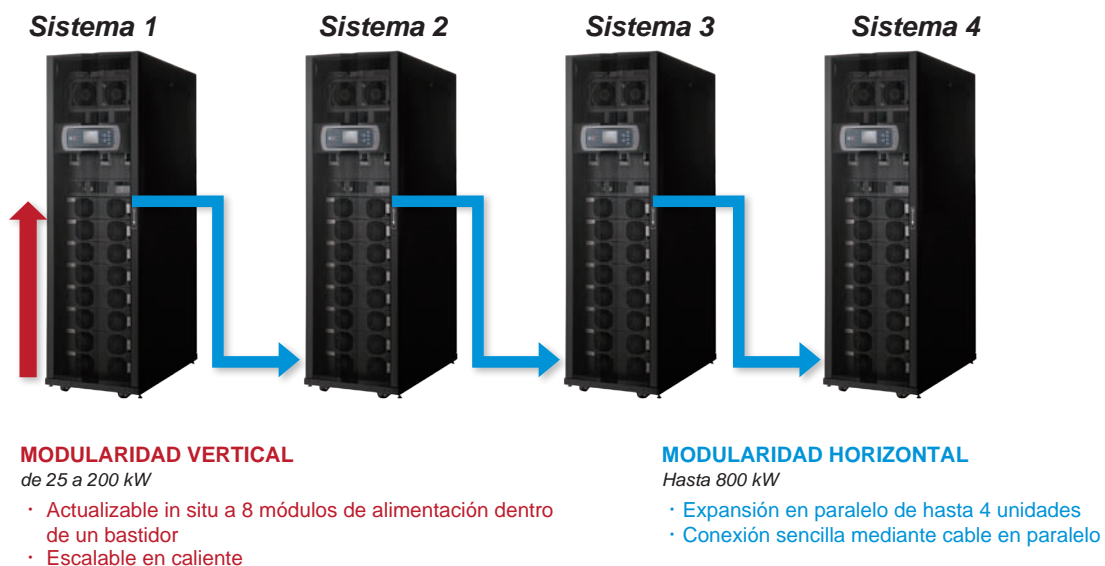 Sistema 1
Sistema 2
Sistema 3
Sistema 4
MODULARIDAD VERTICAL
de 25 a 200 kW
· Actualizable in situ a 8 módulos de alimentación dentro
de un bastidor
· Escalable en caliente
MODULARIDAD HORIZONTAL
Hasta 800 kW
· Expansión en paralelo de hasta 4 unidades
· Conexión sencilla mediante cable en paralelo